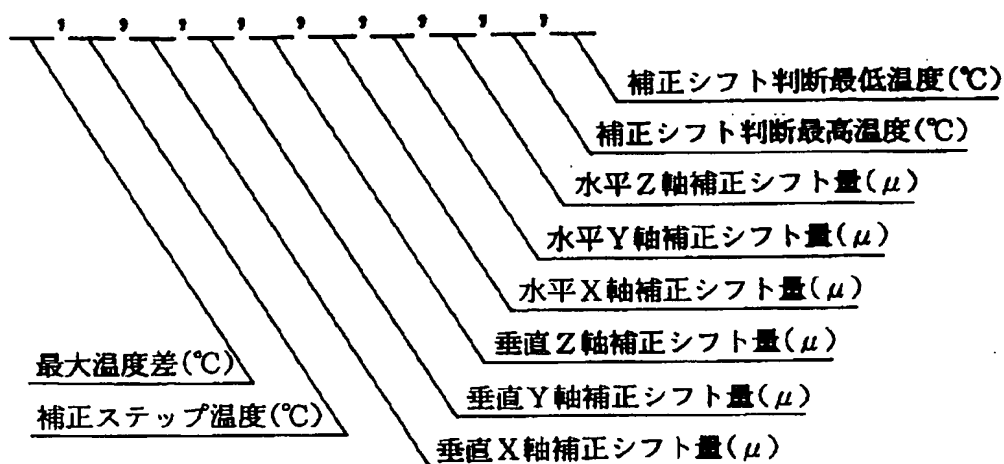 , , , , , , , , ,
補正シフト判断最低温度(℃)
補正シフト判断最高温度(℃)
水平Z軸補正シフト量(μ)
水平Y軸補正シフト量(μ)
水平X軸補正シフト量(μ)
垂直Z軸補正シフト量(μ)
最大温度差(℃)
垂直Y軸補正シフト量(μ)
補正ステップ温度(℃)
垂直X軸補正シフト量(μ)